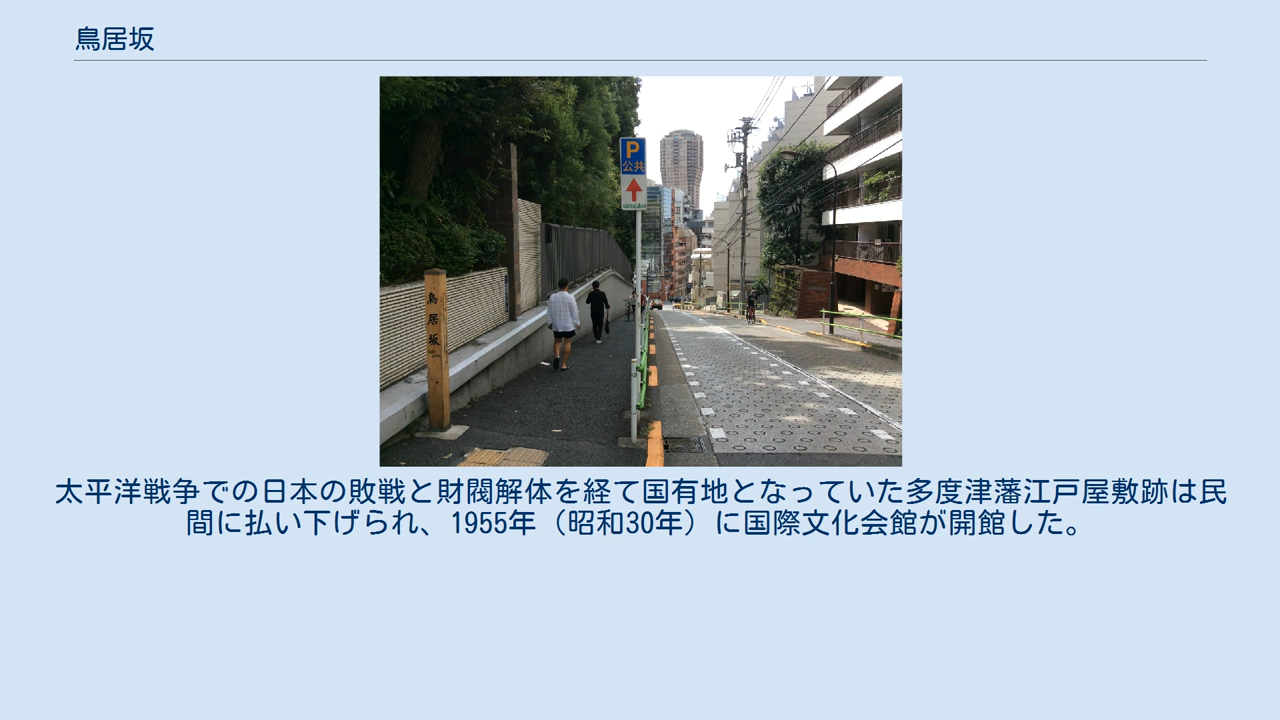 鳥居坂
P
公共
鳥居坂
太平洋戦争での日本の敗戦と財閥解体を経て国有地となっていた多度津藩江戸屋敷跡は民
間に払い下げられ、1955年（昭和30年）に国際文化会館が開館した。